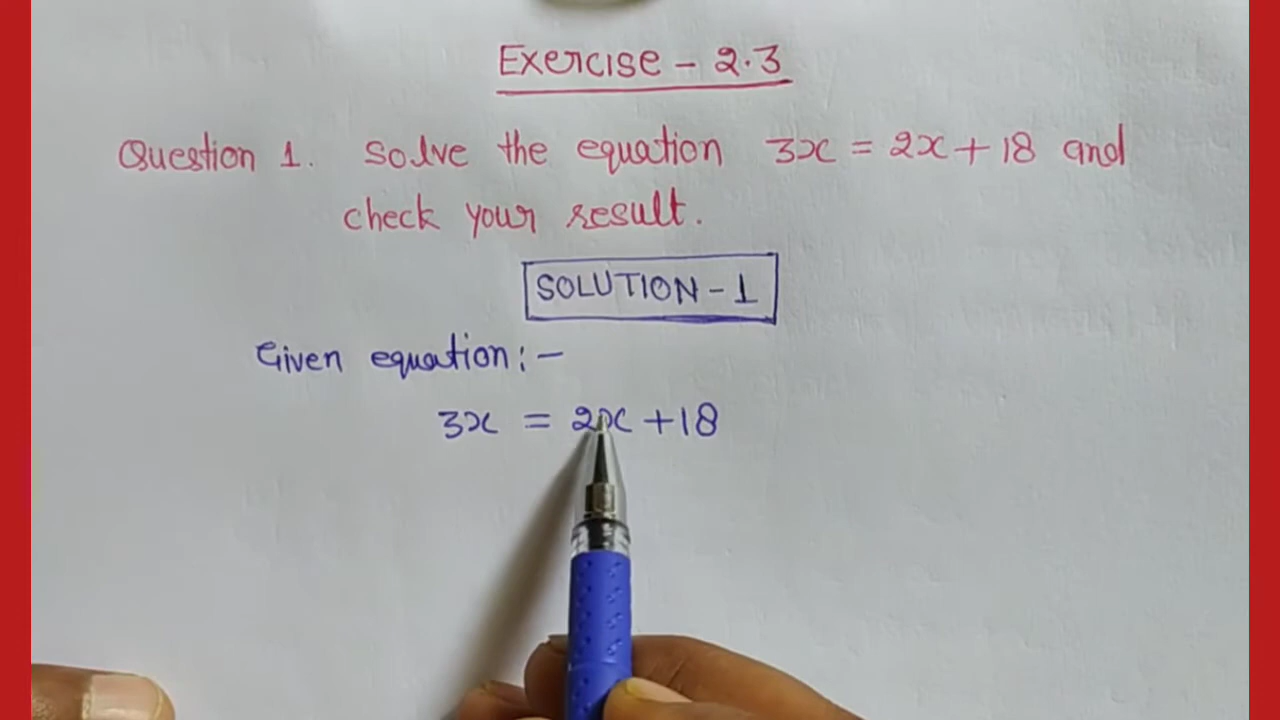 Exercise - 2.3
Question 1. Solve the equation 3x = 2x + 18 and
check your result.
SOLUTION - 1
Given equation: -
3x = 2x + 18